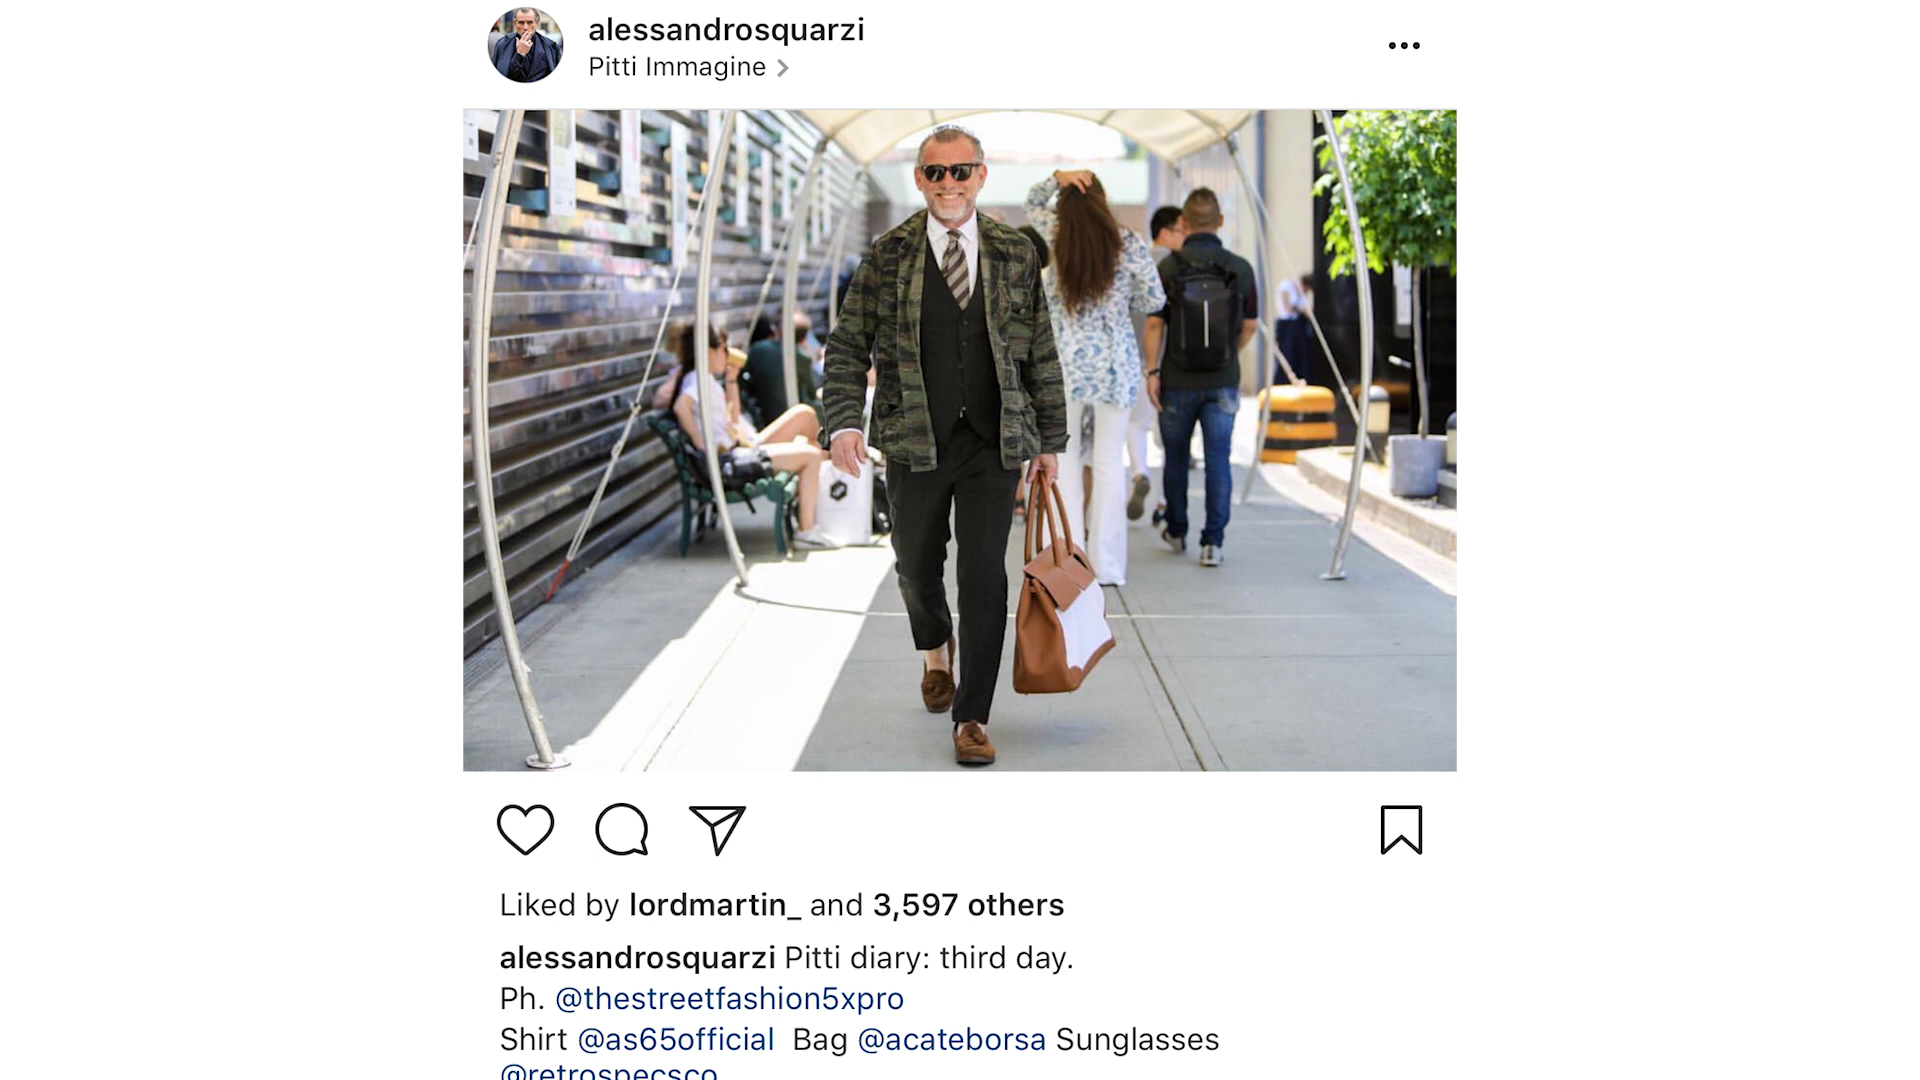 alessandrosquarzi
Pitti Immagine >
Liked by lordmartin_ and 3,597 others
alessandrosquarzi Pitti diary: third day.
Ph. @thestreetfashion5xpro
Shirt @as65official Bag @acateborsa Sunglasses
@retrospecsco